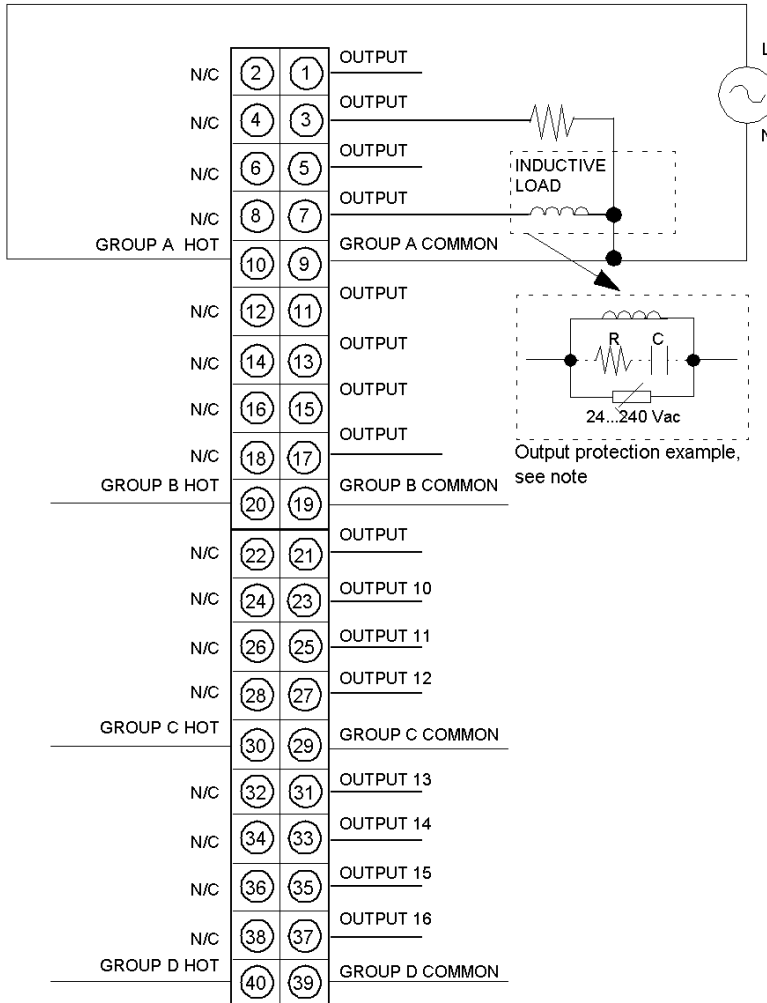 OUTPUT
N/C 2 1
L
OUTPUT
N/C 4 3
OUTPUT
N/C 6 5
INDUCTIVE
LOAD
OUTPUT
N/C 8 7
N
GROUP A HOT 10 9 GROUP A COMMON
OUTPUT
N/C 12 11
OUTPUT
N/C 14 13
R C
OUTPUT
N/C 16 15
24...240 Vac
OUTPUT
N/C 18 17
Output protection example,
see note
GROUP B HOT 20 19 GROUP B COMMON
OUTPUT
N/C 22 21
OUTPUT 10
N/C 24 23
OUTPUT 11
N/C 26 25
OUTPUT 12
N/C 28 27
GROUP C HOT 30 29 GROUP C COMMON
OUTPUT 13
N/C 32 31
OUTPUT 14
N/C 34 33
OUTPUT 15
N/C 36 35
OUTPUT 16
N/C 38 37
GROUP D HOT 40 39 GROUP D COMMON